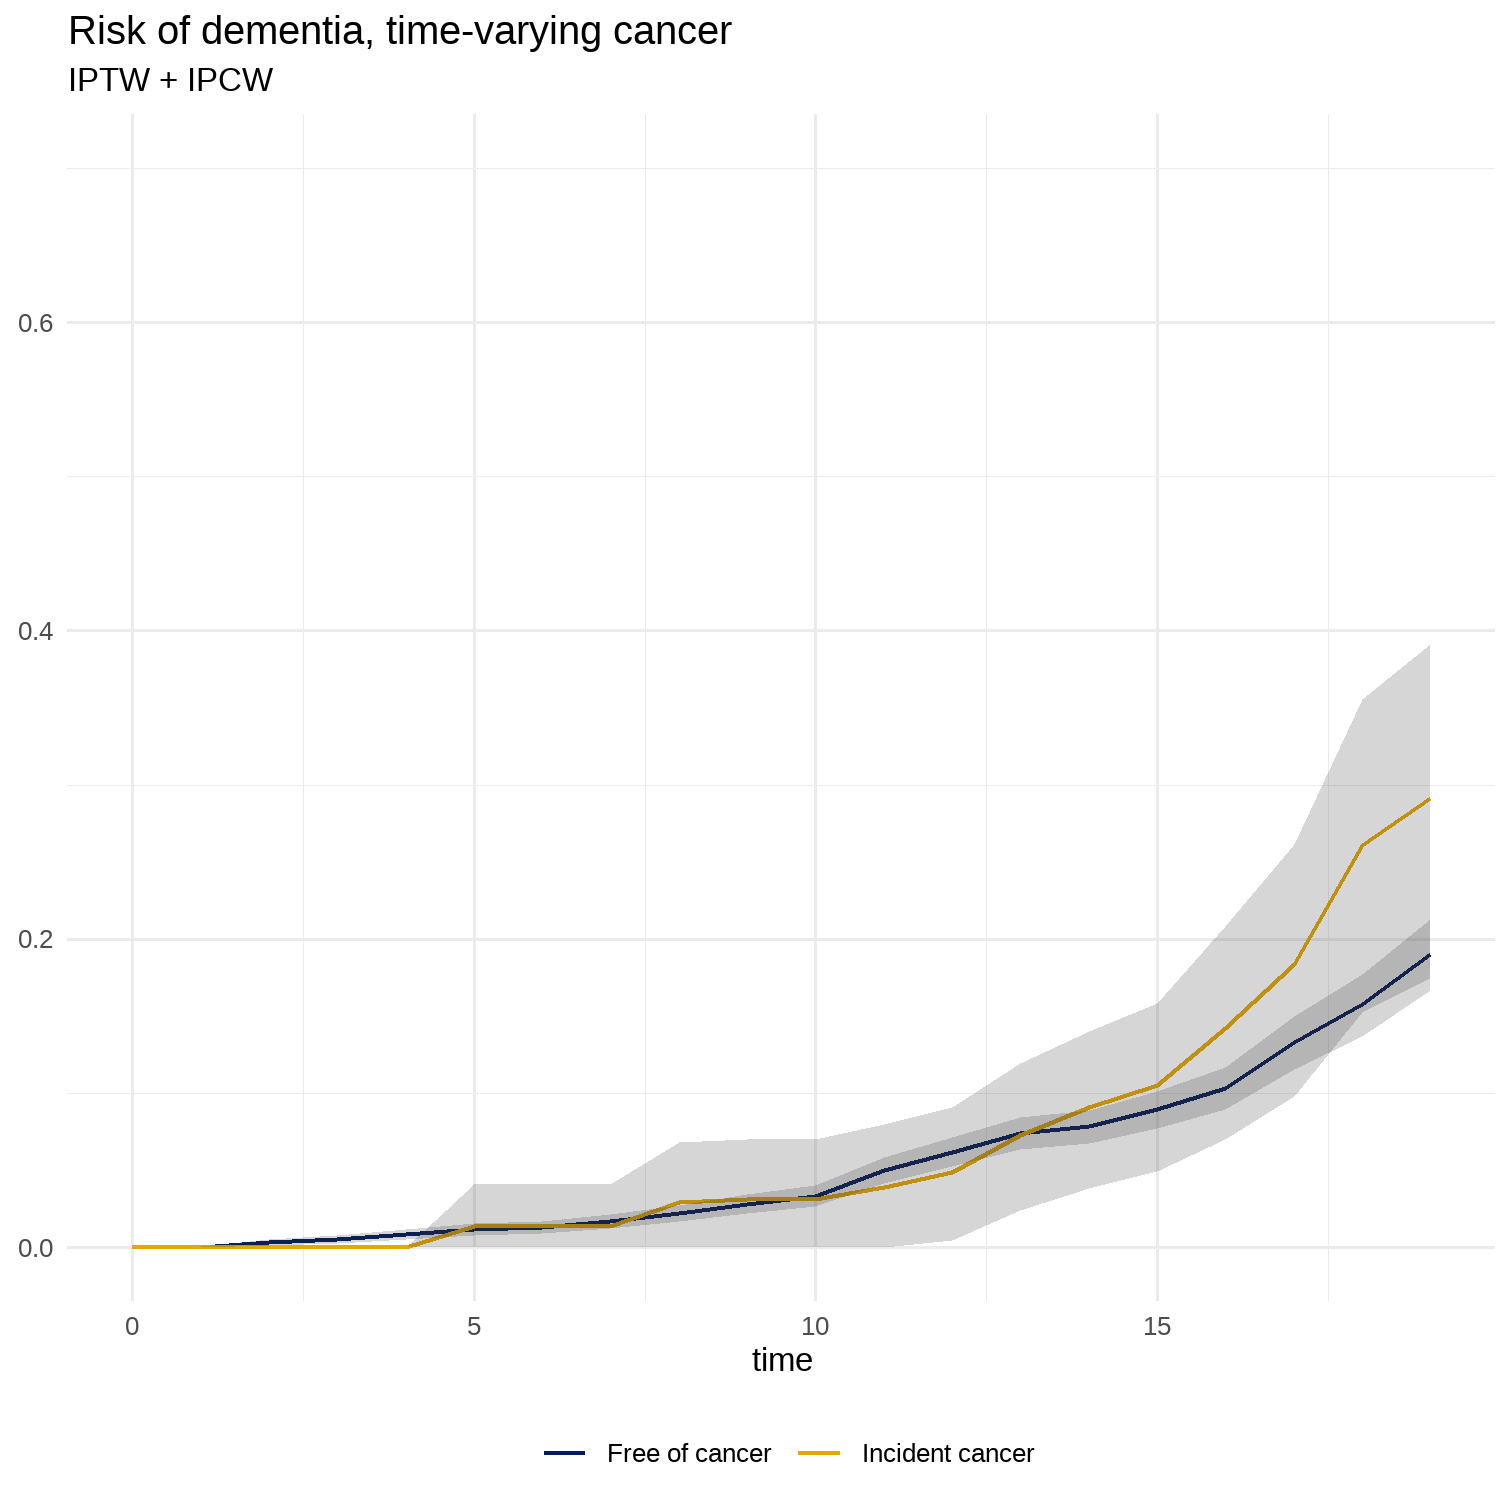 Risk of dementia, time-varying cancer
IPTW + IPCW
0.6
0.4
0.2
0.0
0 5 10 15
time
Free of cancer Incident cancer